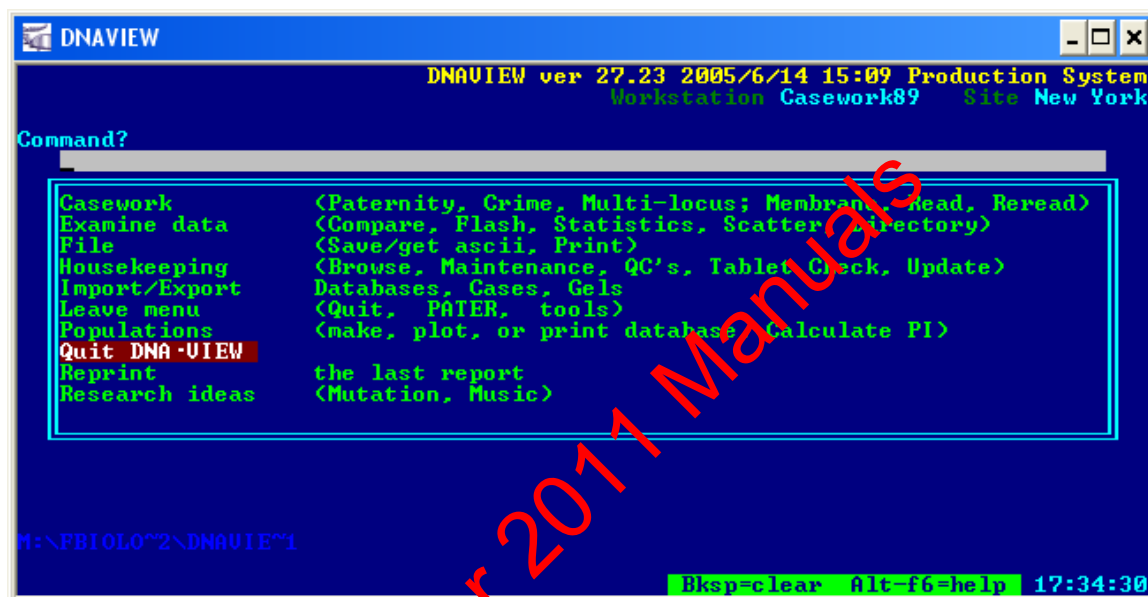 DNAVIEW
DNAVIEW ver 27.23 2005/6/14 15:09 Production System
Workstation Casework89 Site New York
Command?
Casework (Paternity, Crime, Multi-locus; Membrane, Read, Reread)
Examine data (Compare, Flash, Statistics, Scatter, Directory)
File (Save/get ascii, Print)
Housekeeping (Browse, Maintenance, QC's, Tablet Check, Update)
Import/Export Databases, Cases, Gels
Leave menu (Quit, PATER, tools)
Populations (make, plot, or print database, Calculate PI)
Quit DNA·VIEW
Reprint the last report
Research ideas (Mutation, Music)
M:\FBIOLO~2\DNAVIE~1
Bksp=clear Alt-f6=help 17:34:30
2011 Manuals